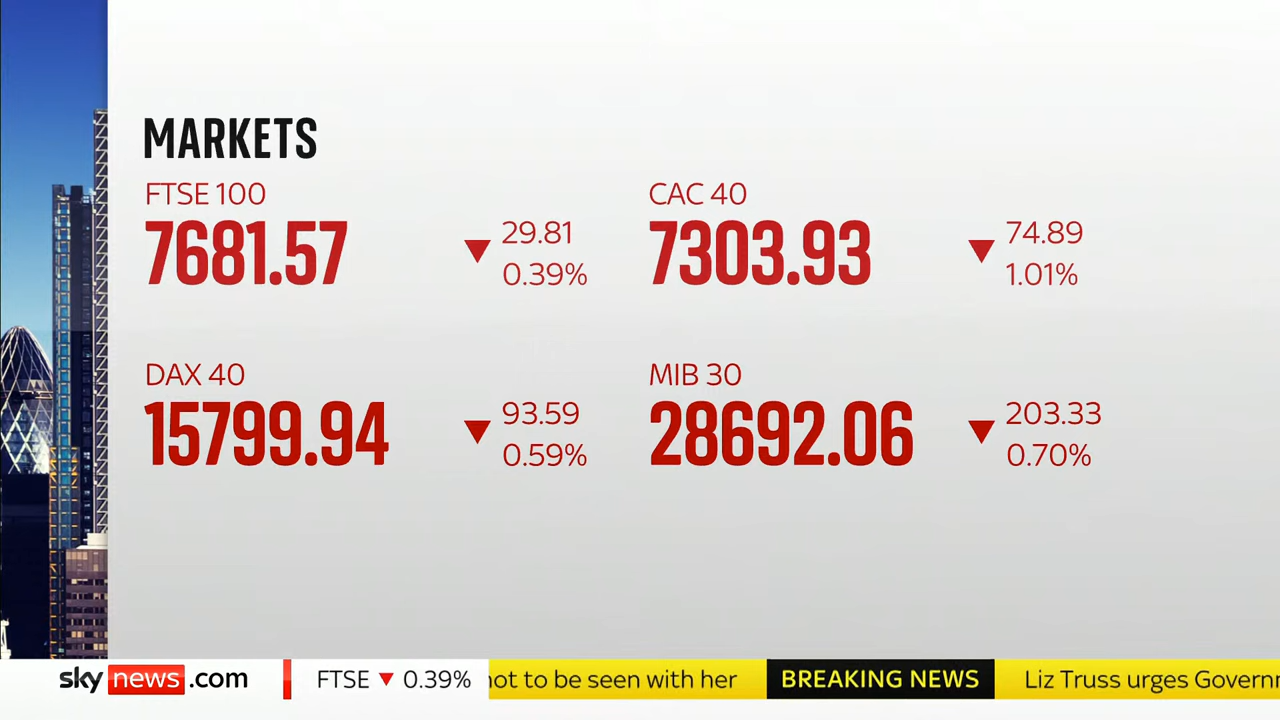 MARKETS
FTSE 100
7681.57
29.81
0.39%
CAC 40
7303.93
74.89
1.01%
DAX 40
15799.94
93.59
0.59%
MIB 30
28692.06
203.33
0.70%
sky news .com
FTSE ▼ 0.39%
to be seen with her
BREAKING NEWS
Liz Truss urges